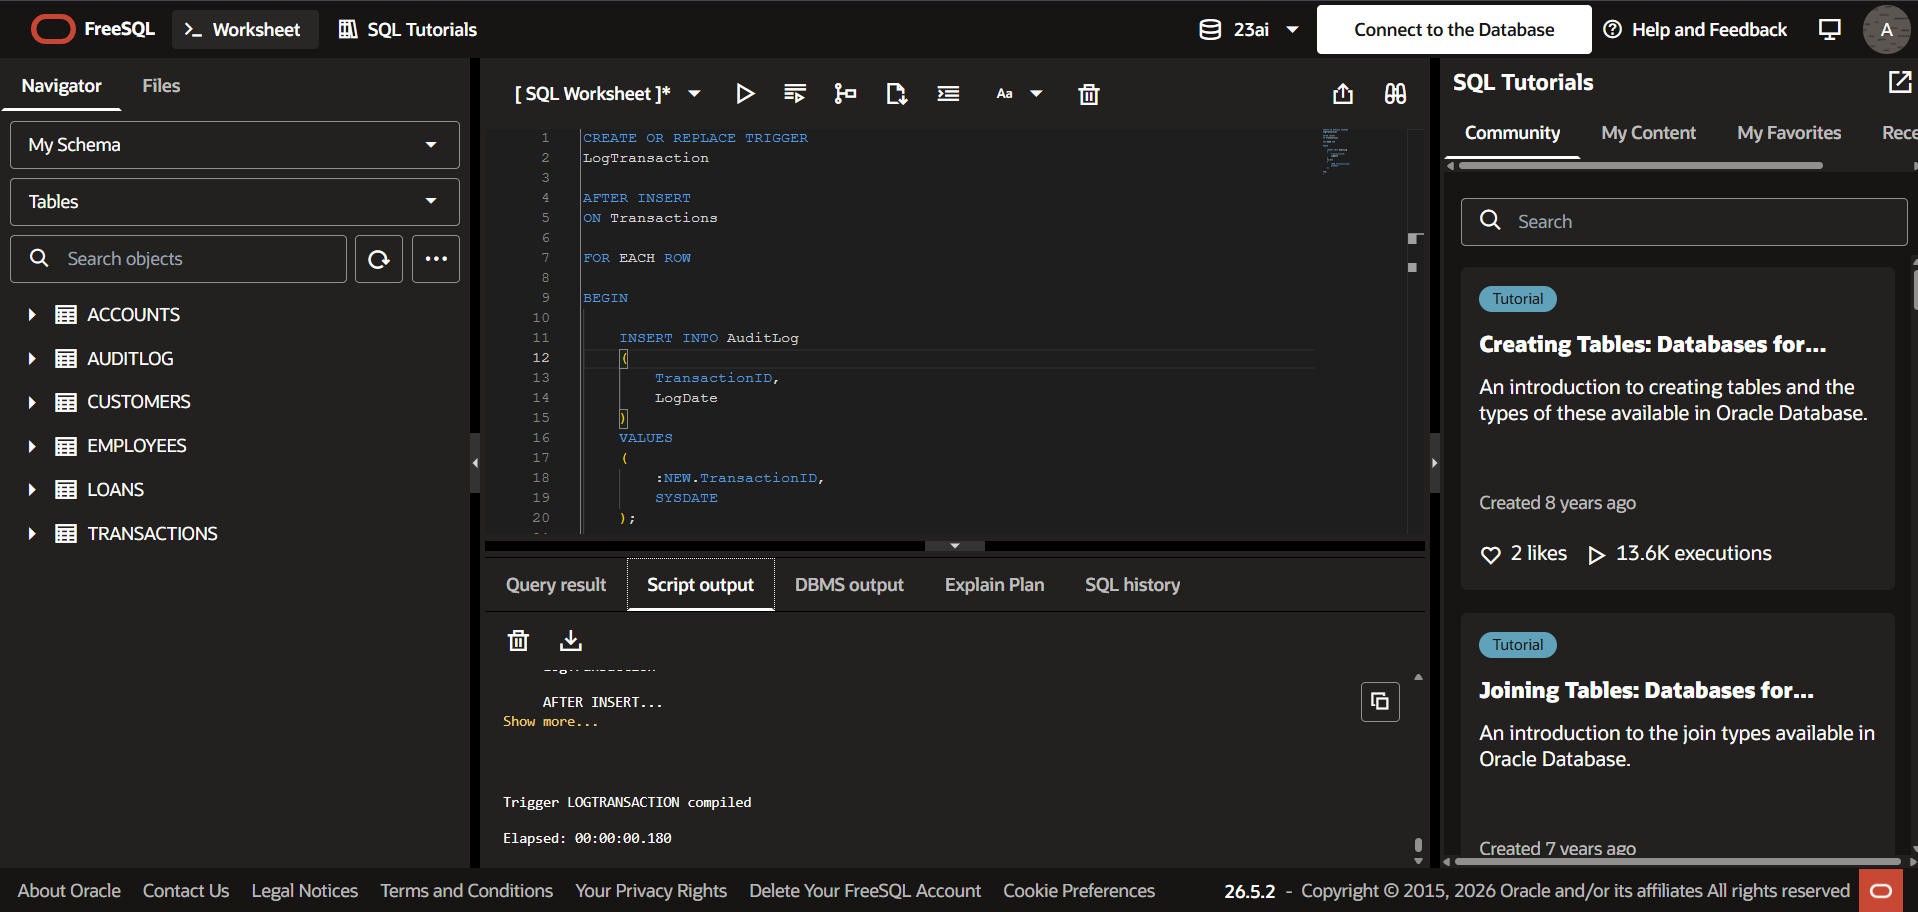 FreeSQL
Worksheet
SQL Tutorials
23ai
Connect to the Database
Help and Feedback
A
Navigator
Files
My Schema
Tables
Search objects
ACCOUNTS
AUDITLOG
CUSTOMERS
EMPLOYEES
LOANS
TRANSACTIONS
[ SQL Worksheet ]*
Aa
1 CREATE OR REPLACE TRIGGER
2 LogTransaction
3
4 AFTER INSERT
5 ON Transactions
6
7 FOR EACH ROW
8
9 BEGIN
10
11 INSERT INTO AuditLog
12 (
13 TransactionID,
14 LogDate
15 )
16 VALUES
17 (
18 :NEW.TransactionID,
19 SYSDATE
20 );
Query result
Script output
DBMS output
Explain Plan
SQL history
AFTER INSERT...
Show more...
Trigger LOGTRANSACTION compiled
Elapsed: 00:00:00.180
SQL Tutorials
Community
My Content
My Favorites
Rece
Search
Tutorial
Creating Tables: Databases for...
An introduction to creating tables and the
types of these available in Oracle Database.
Created 8 years ago
2 likes
13.6K executions
Tutorial
Joining Tables: Databases for...
An introduction to the join types available in
Oracle Database.
Created 7 years ago
About Oracle
Contact Us
Legal Notices
Terms and Conditions
Your Privacy Rights
Delete Your FreeSQL Account
Cookie Preferences
26.5.2 - Copyright © 2015, 2026 Oracle and/or its affiliates All rights reserved